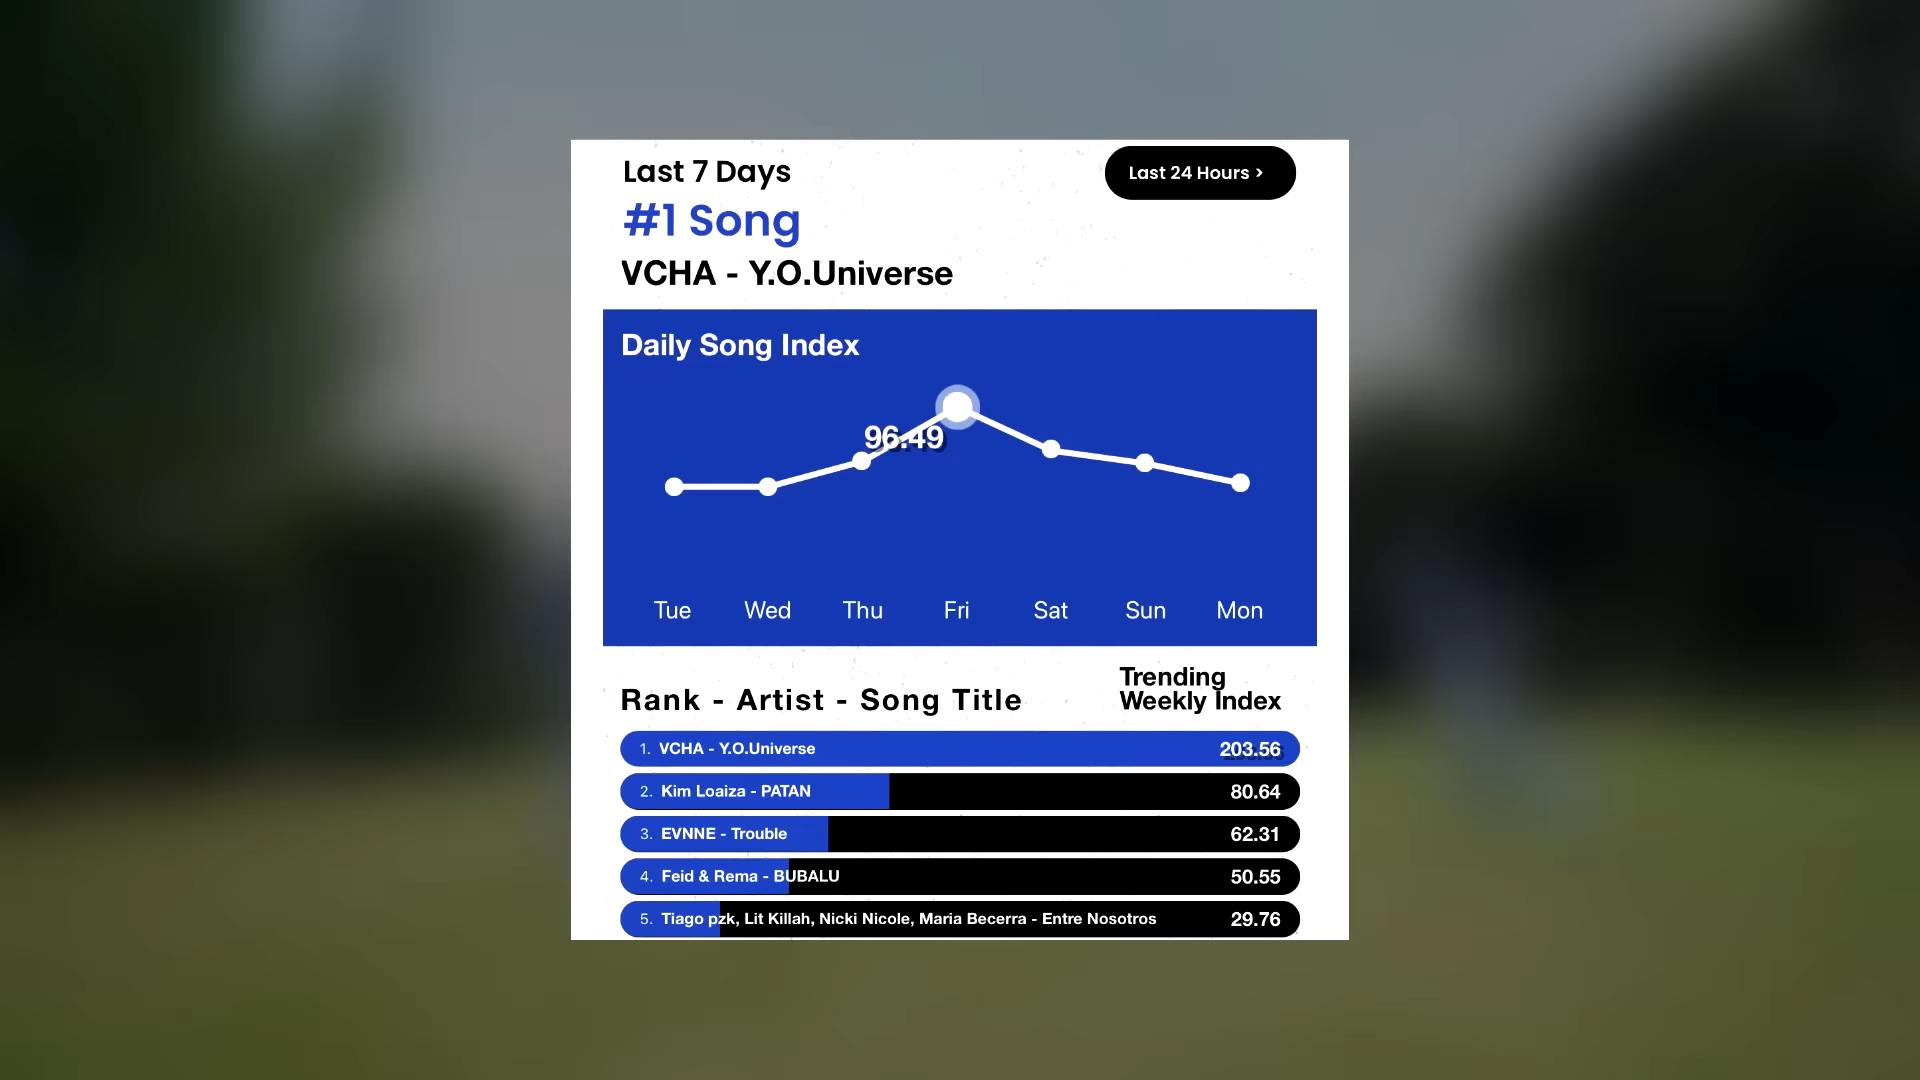 Last 7 Days
Last 24 Hours >
#1 Song
VCHA - Y.O.Universe
Daily Song Index
96.49
Tue Wed Thu Fri Sat Sun Mon
Rank - Artist - Song Title
Trending
Weekly Index
1. VCHA - Y.O.Universe 203.56
2. Kim Loaiza - PATAN 80.64
3. EVNNE - Trouble 62.31
4. Feid & Rema - BUBALU 50.55
5. Tiago pzk, Lit Killah, Nicki Nicole, Maria Becerra - Entre Nosotros 29.76